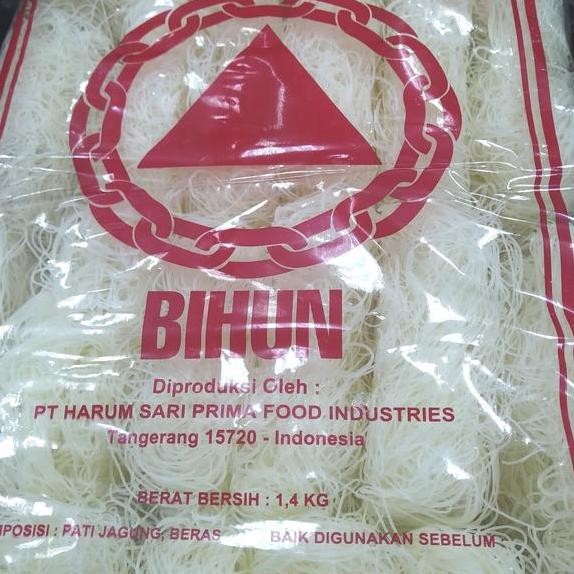 BIHUN
Diproduksi Oleh :
PT HARUM SARI PRIMA FOOD INDUSTRIES
Tangerang 15720 - Indonesia
BERAT BERSIH : 1,4 KG
MPOSISI : PATI JAGUNG, BERAS BAIK DIGUNAKAN SEBELUM